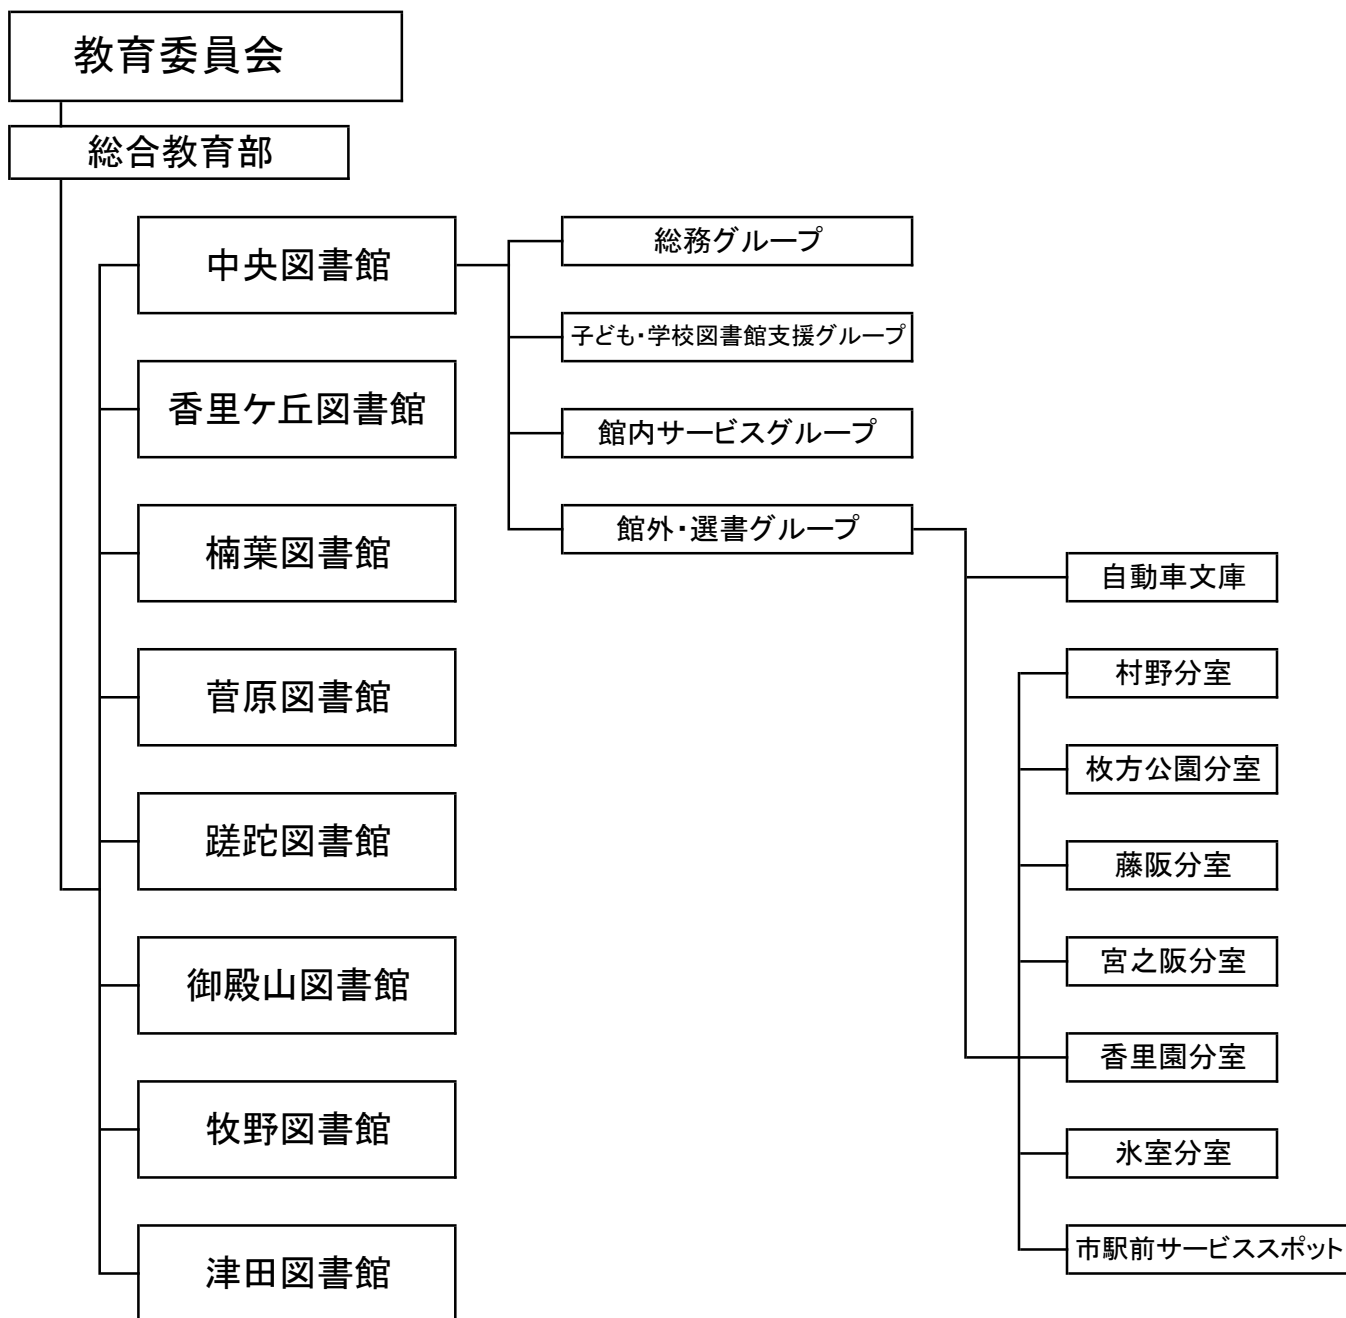 教育委員会
総合教育部
中央図書館
香里ケ丘図書館
楠葉図書館
菅原図書館
蹉跎図書館
御殿山図書館
牧野図書館
津田図書館
総務グループ
子ども・学校図書館支援グループ
館内サービスグループ
館外・選書グループ
自動車文庫
村野分室
枚方公園分室
藤阪分室
宮之阪分室
香里園分室
氷室分室
市駅前サービススポット